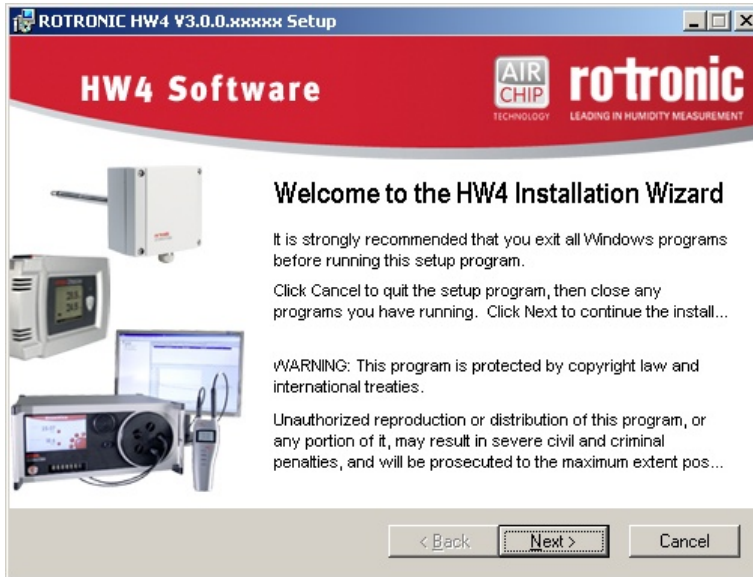 ROTRONIC HW4 V3.0.0.xxxxx Setup
HW4 Software
AIR
CHIP
TECHNOLOGY
rotronic
LEADING IN HUMIDITY MEASUREMENT
Welcome to the HW4 Installation Wizard
It is strongly recommended that you exit all Windows programs
before running this setup program.
Click Cancel to quit the setup program, then close any
programs you have running.  Click Next to continue the install...
WARNING: This program is protected by copyright law and
international treaties.
Unauthorized reproduction or distribution of this program, or
any portion of it, may result in severe civil and criminal
penalties, and will be prosecuted to the maximum extent pos...
< Back
Next >
Cancel